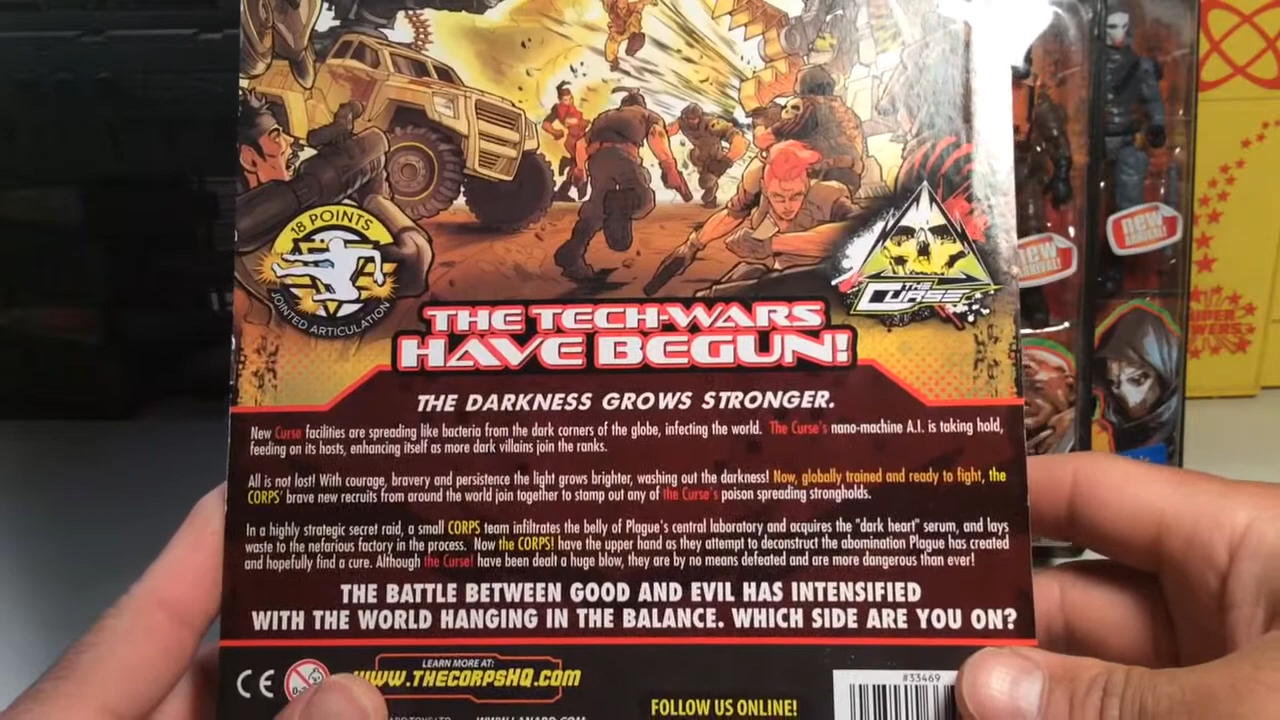 18 POINTS
JOINTED ARTICULATION
THE CURSE
new
ARRIVAL!
new
ARRIVAL!
THE TECH-WARS
HAVE BEGUN!
THE DARKNESS GROWS STRONGER.
New Curse facilities are spreading like bacteria from the dark corners of the globe, infecting the world. The Curse's nano-machine A.I. is taking hold,
feeding on its hosts, enhancing itself as more dark villains join the ranks.
All is not lost! With courage, bravery and persistence the light grows brighter, washing out the darkness! Now, globally trained and ready to fight, the
CORPS' brave new recruits from around the world join together to stamp out any of the Curse's poison spreading strongholds.
In a highly strategic secret raid, a small CORPS team infiltrates the belly of Plague's central laboratory and acquires the "dark heart" serum, and lays
waste to the nefarious factory in the process. Now the CORPS! have the upper hand as they attempt to deconstruct the abomination Plague has created
and hopefully find a cure. Although the Curse! have been dealt a huge blow, they are by no means defeated and are more dangerous than ever!
THE BATTLE BETWEEN GOOD AND EVIL HAS INTENSIFIED
WITH THE WORLD HANGING IN THE BALANCE. WHICH SIDE ARE YOU ON?
CE
LEARN MORE AT:
WWW.THECORPSHQ.COM
WWW.LANARD.COM
FOLLOW US ONLINE!
#33469